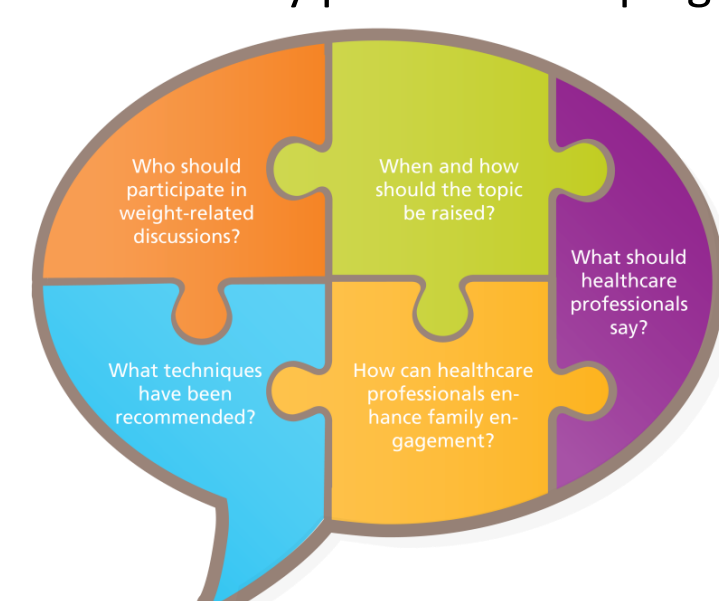 Who should
participate in
weight-related
discussions?
When and how
should the topic
be raised?
What should
healthcare
professionals
say?
What techniques
have been
recommended?
How can healthcare
professionals en-
hance family en-
gagement?